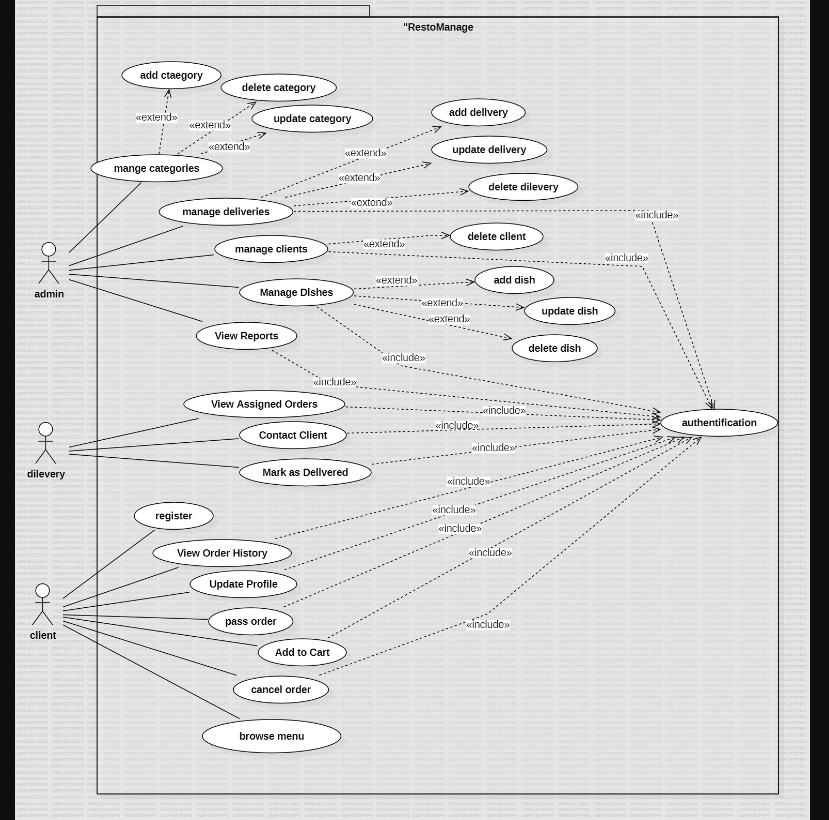 "RestoManage
add ctaegory
delete category
update category
«extend»
«extend»
«extend»
mange categories
add delivery
update delivery
delete dilevery
«extend»
«extend»
«extend»
manage deliveries
«include»
manage clients
delete client
«extend»
«include»
admin
Manage DIshes
add dish
update dish
delete dish
«extend»
«extend»
«extend»
View Reports
«include»
«include»
View Assigned Orders
«include»
Contact Client
«include»
authentification
Mark as Delivered
«include»
dilevery
register
«include»
View Order History
«include»
Update Profile
«include»
pass order
«include»
client
Add to Cart
«include»
cancel order
browse menu